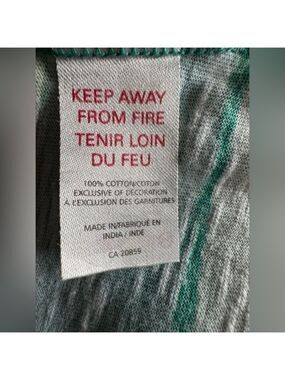 KEEP AWAY
FROM FIRE
TENIR LOIN
DU FEU
100% COTTON/COTON
EXCLUSIVE OF DECORATION
À L'EXCLUSION DES GARNITURES
MADE IN/FABRIQUÉ EN
INDIA / INDE
CA 20859